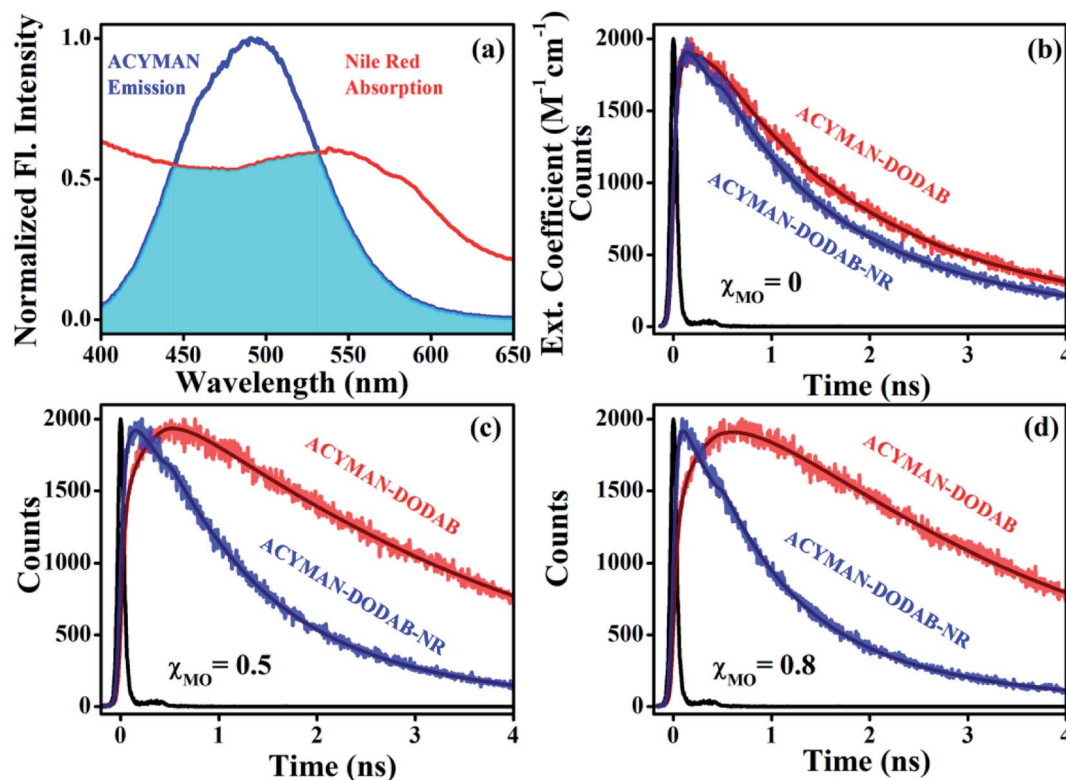 (a)
ACYMAN
Emission
Nile Red
Absorption
Normalized Fl. Intensity
1.0
0.5
0.0
400 450 500 550 600 650
Wavelength (nm)
Ext. Coefficient (M⁻¹cm⁻¹)
(b)
Counts
2000
1500
1000
500
0
ACYMAN-DODAB
ACYMAN-DODAB-NR
χMO = 0
0 1 2 3 4
Time (ns)
(c)
Counts
2000
1500
1000
500
0
ACYMAN-DODAB
ACYMAN-DODAB-NR
χMO = 0.5
0 1 2 3 4
Time (ns)
(d)
Counts
2000
1500
1000
500
0
ACYMAN-DODAB
ACYMAN-DODAB-NR
χMO = 0.8
0 1 2 3 4
Time (ns)